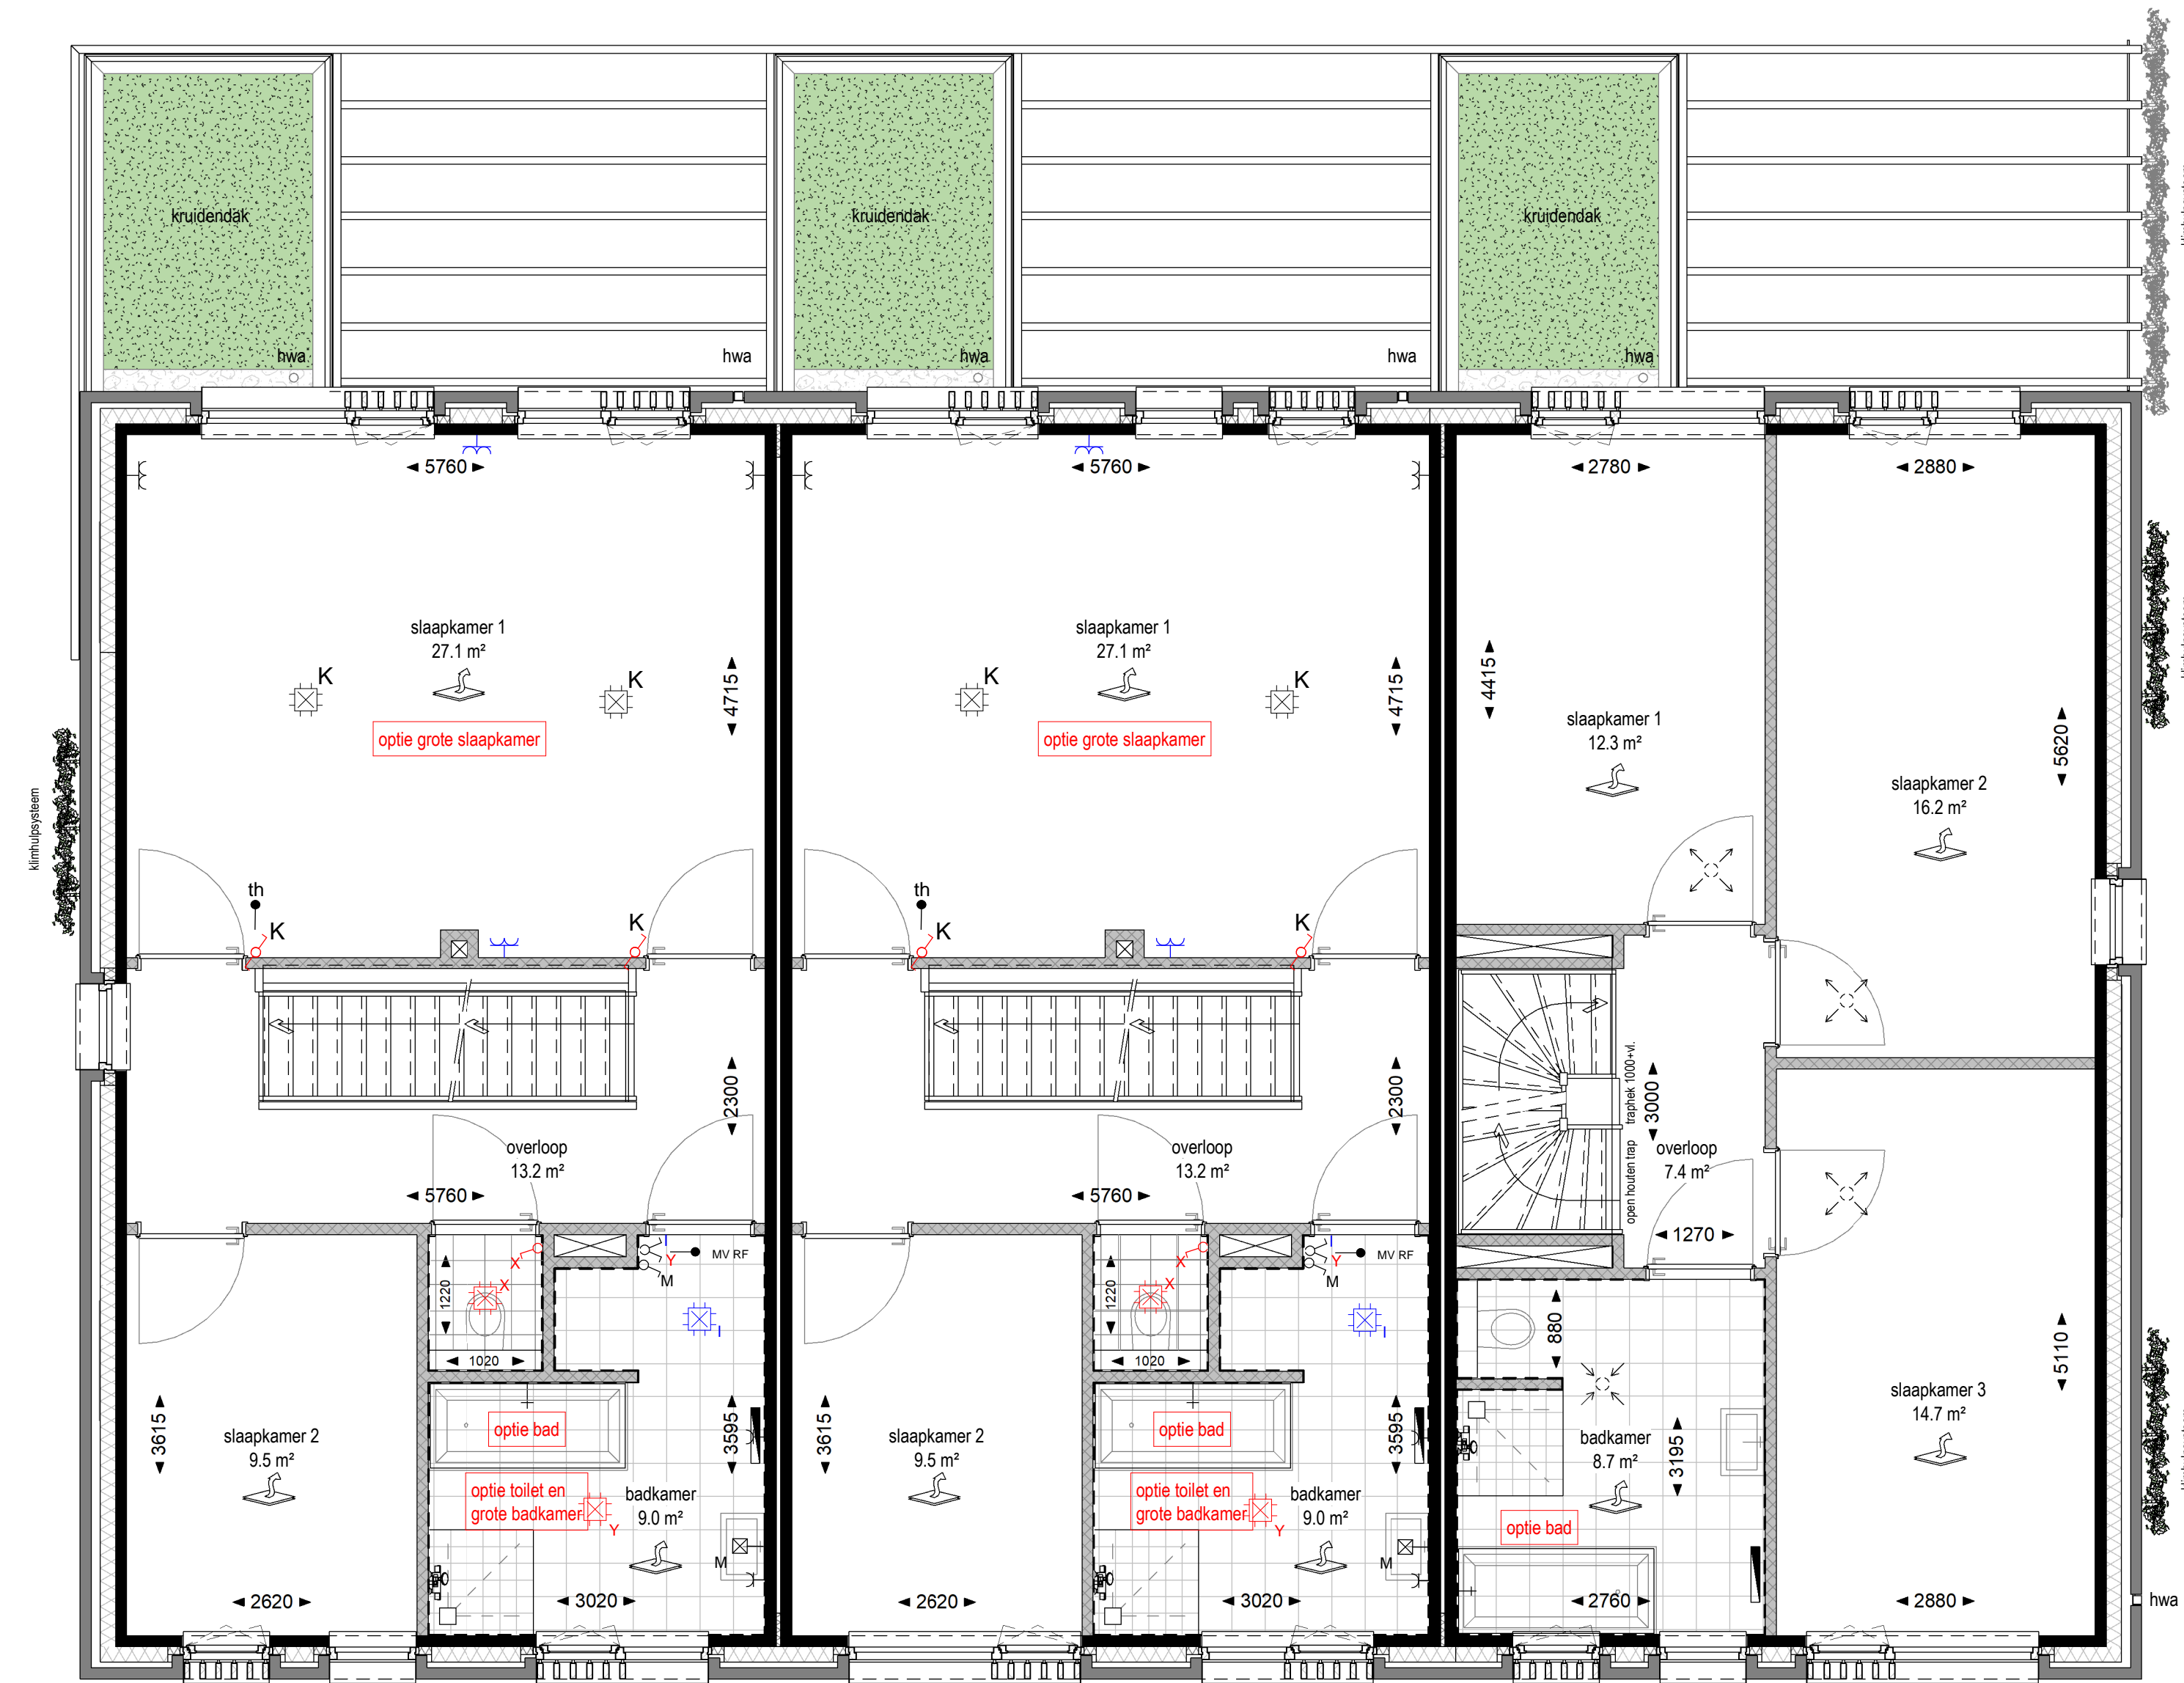 kruidendak
kruidendak
kruidendak
hwa
hwa
hwa
hwa
hwa
5760
5760
2780
2880
slaapkamer 1
27.1 m²
K
K
4715
optie grote slaapkamer
slaapkamer 1
27.1 m²
K
K
4715
optie grote slaapkamer
4415
slaapkamer 1
12.3 m²
slaapkamer 2
16.2 m²
5620
klimhulpsysteem
th
K
K
th
K
K
2300
overloop
13.2 m²
5760
2300
overloop
13.2 m²
5760
open houten trap
traphek 1000+vl.
3000
overloop
7.4 m²
1270
X
X
1220
1020
I
Y
M
MV RF
I
X
X
1220
1020
I
Y
M
MV RF
I
880
3615
slaapkamer 2
9.5 m²
optie bad
3595
optie toilet en
grote badkamer
Y
badkamer
9.0 m²
M
2620
3020
3615
slaapkamer 2
9.5 m²
optie bad
3595
optie toilet en
grote badkamer
Y
badkamer
9.0 m²
M
2620
3020
badkamer
8.7 m²
3195
optie bad
2760
slaapkamer 3
14.7 m²
5110
2880
hwa